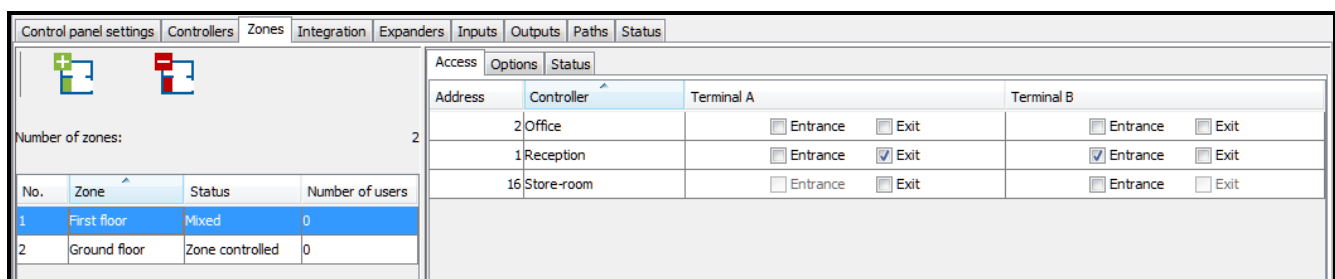 Control panel settings Controllers Zones Integration Expanders Inputs Outputs Paths Status
Number of zones: 2
No. Zone Status Number of users
1 First floor Mixed 0
2 Ground floor Zone controlled 0
Access Options Status
Address Controller Terminal A Terminal B
2 Office Entrance Exit Entrance Exit
1 Reception Entrance Exit Entrance Exit
16 Store-room Entrance Exit Entrance Exit